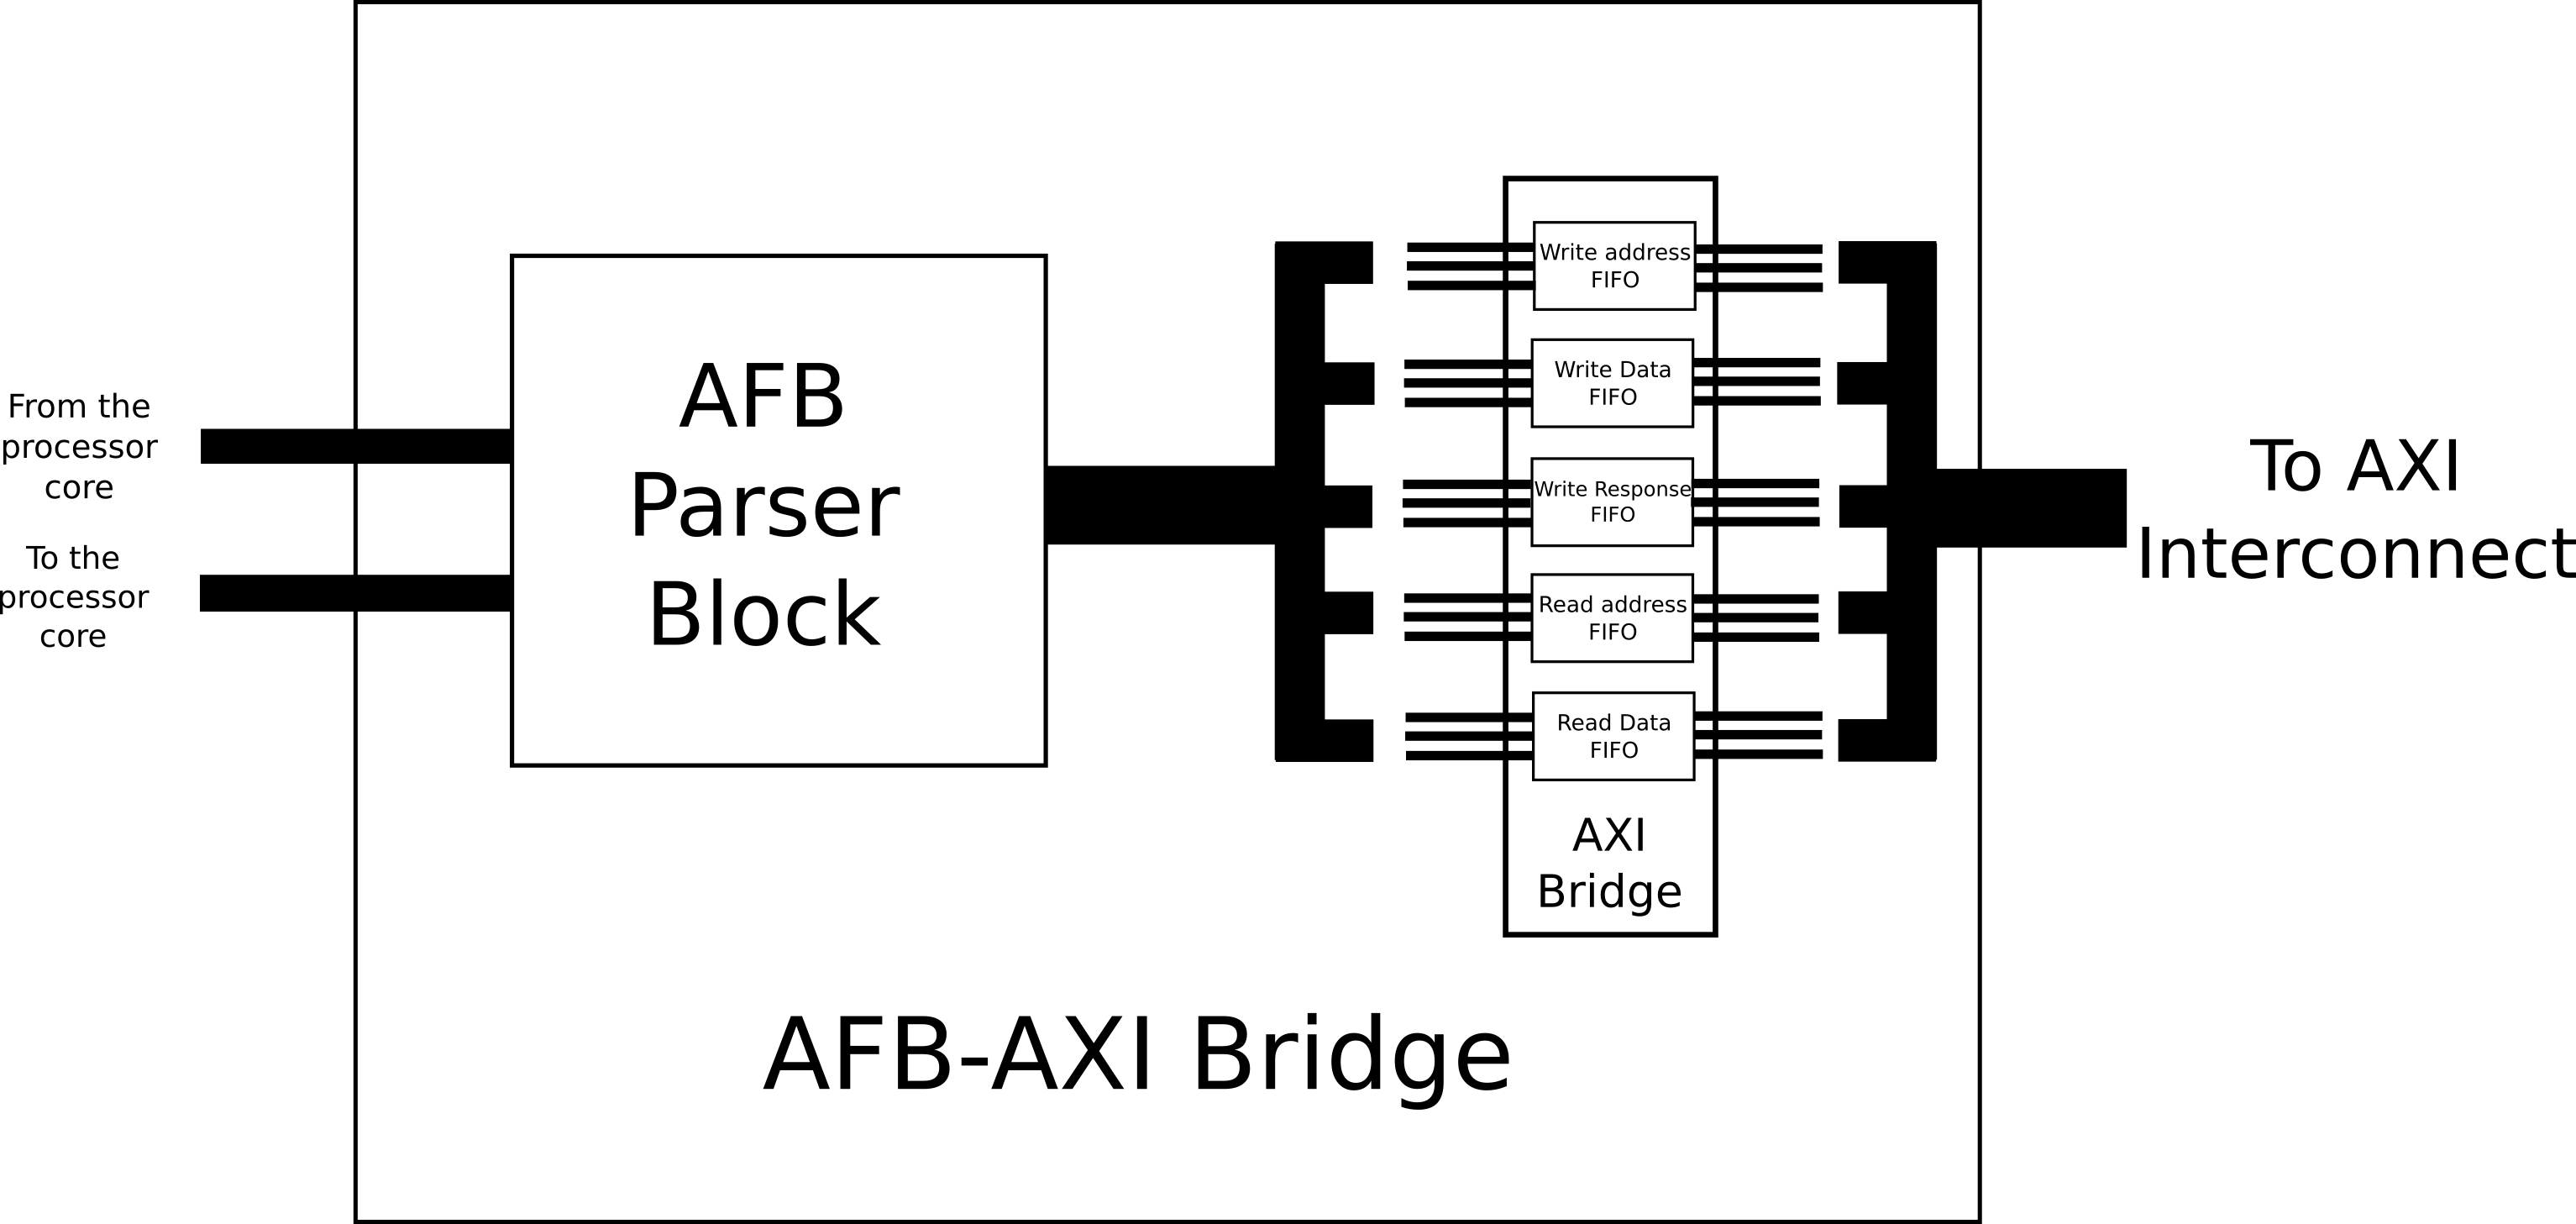 From the
processor
core
To the
processor
core
AFB
Parser
Block
Write address
FIFO
Write Data
FIFO
Write Response
FIFO
Read address
FIFO
Read Data
FIFO
AXI
Bridge
To AXI
Interconnect
AFB-AXI Bridge